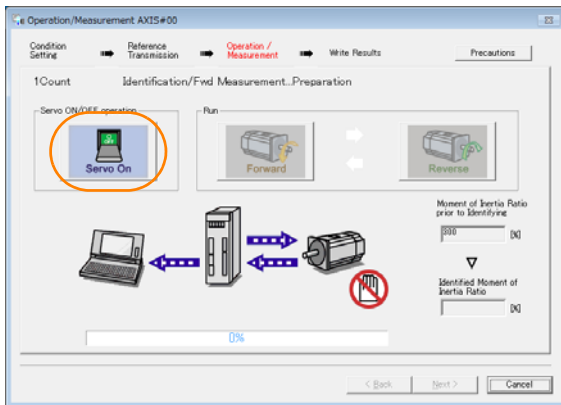 Operation/Measurement AXIS#00
Condition
Setting
Reference
Transmission
Operation /
Measurement
Write Results
Precautions
1Count
Identification/Fwd Measurement..Preparation
Servo ON/OFF operation
Run
Servo On
Forward
Reverse
Moment of Inertia Ratio
prior to Identifying
300
[%]
Identified Moment of
Inertia Ratio
[%]
0%
< Back
Next >
Cancel